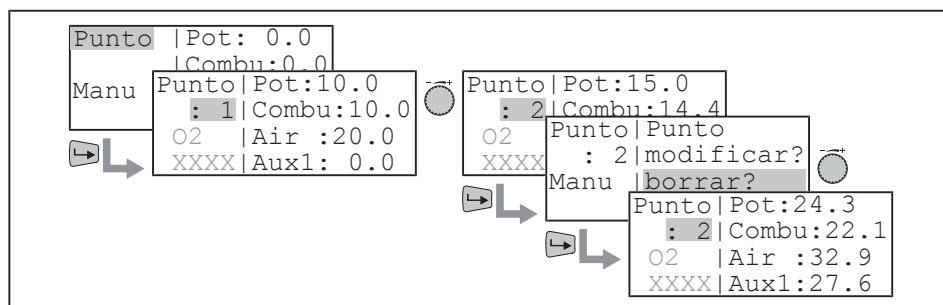 Punto |Pot: 0.0
|Combu:0.0
Manu
Punto|Pot:10.0
: 1|Combu:10.0
O2 |Air :20.0
XXXX|Aux1: 0.0
Punto|Pot:15.0
: 2|Combu:14.4
O2
XXXX
Punto|Punto
: 2|modificar?
Manu |borrar?
Punto|Pot:24.3
: 2|Combu:22.1
O2 |Air :32.9
XXXX|Aux1:27.6